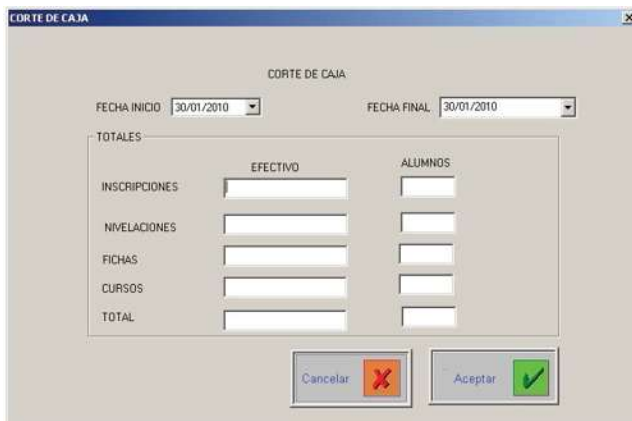 CORTE DE CAJA
CORTE DE CAJA
FECHA INICIO 30/01/2010 FECHA FINAL 30/01/2010
TOTALES
EFECTIVO ALUMNOS
INSCRIPCIONES
NIVELACIONES
FICHAS
CURSOS
TOTAL
Cancelar Aceptar